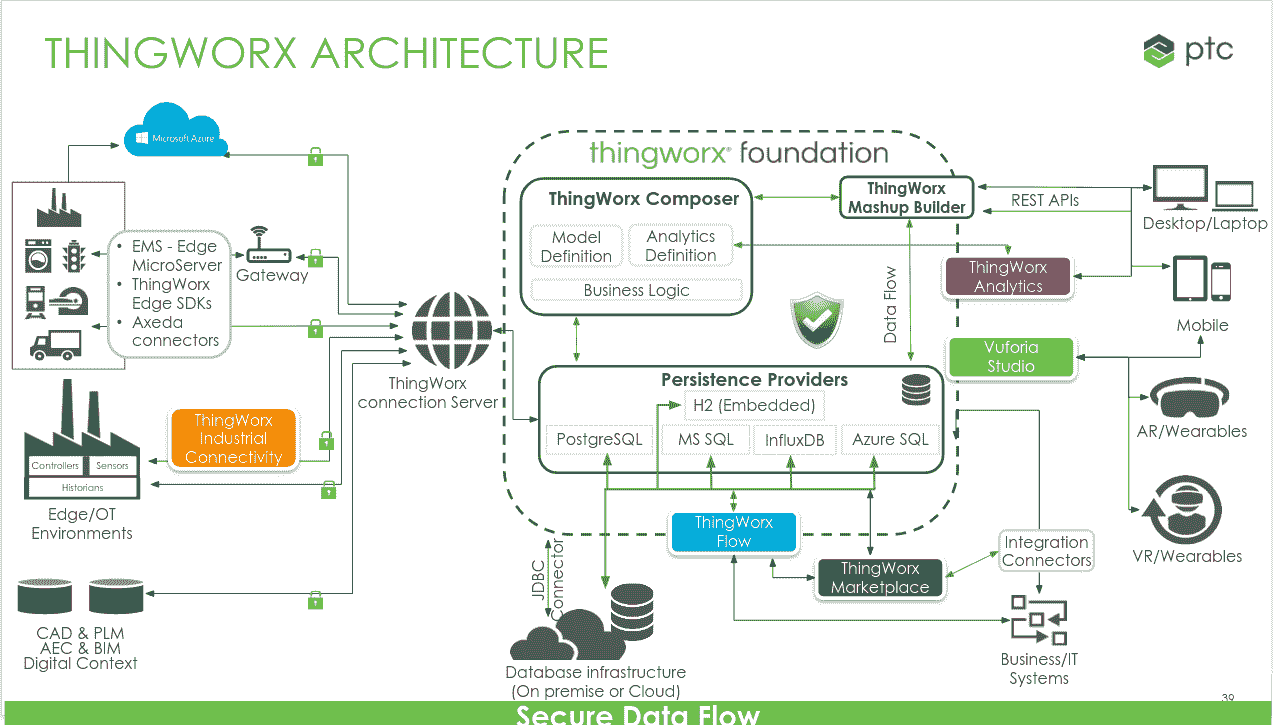 THINGWORX ARCHITECTURE
ptc
Microsoft Azure
• EMS - Edge
MicroServer
• ThingWorx
Edge SDKs
• Axeda
connectors
Gateway
ThingWorx
connection Server
ThingWorx
Industrial
Connectivity
Controllers
Sensors
Historians
Edge/OT
Environments
CAD & PLM
AEC & BIM
Digital Context
thingworx® foundation
ThingWorx Composer
Model
Definition
Analytics
Definition
Business Logic
ThingWorx
Mashup Builder
Data Flow
Persistence Providers
H2 (Embedded)
PostgreSQL
MS SQL
InfluxDB
Azure SQL
ThingWorx
Flow
ThingWorx
Marketplace
JDBC
Connector
Database infrastructure
(On premise or Cloud)
REST APIs
ThingWorx
Analytics
Vuforia
Studio
Integration
Connectors
Business/IT
Systems
Desktop/Laptop
Mobile
AR/Wearables
VR/Wearables
39
Secure Data Flow